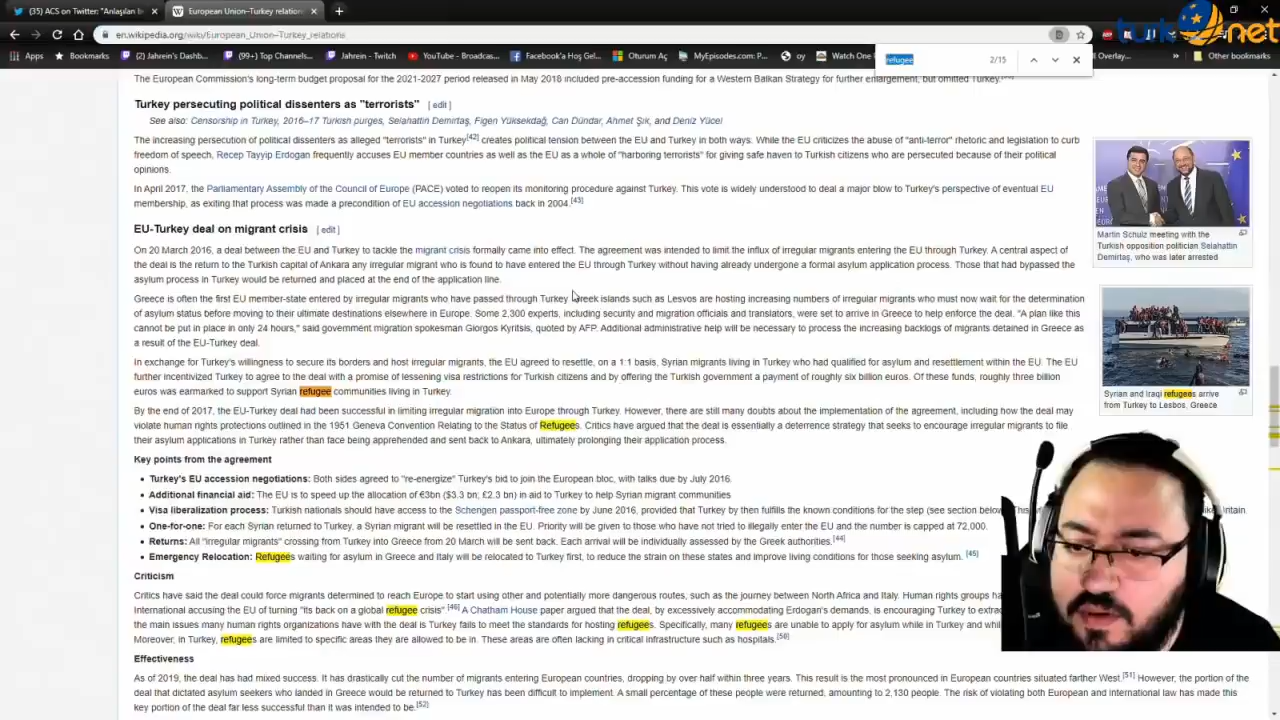 (35) ACS on Twitter: "Anlaşılan b
European Union–Turkey relation
en.wikipedia.org/wiki/European_Union–Turkey_relations
Apps
Bookmarks
(2) Jahrein's Dashb...
(99+) Top Channels...
Jahrein - Twitch
YouTube - Broadcas...
Facebook'a Hoş Gel...
Oturum Aç
MyEpisodes.com: P...
oy
Watch One
Other bookmarks
refugee
2/15
net
The European Commission's long-term budget proposal for the 2021-2027 period released in May 2018 included pre-accession funding for a Western Balkan Strategy for further enlargement, but omitted Turkey.
Turkey persecuting political dissenters as "terrorists" [ edit ]
See also: Censorship in Turkey, 2016–17 Turkish purges, Selahattin Demirtaş, Figen Yüksekdağ, Can Dündar, Ahmet Şık, and Deniz Yücel
The increasing persecution of political dissenters as alleged "terrorists" in Turkey[42] creates political tension between the EU and Turkey in both ways: While the EU criticizes the abuse of "anti-terror" rhetoric and legislation to curb
freedom of speech, Recep Tayyip Erdogan frequently accuses EU member countries as well as the EU as a whole of "harboring terrorists" for giving safe haven to Turkish citizens who are persecuted because of their political
opinions.
In April 2017, the Parliamentary Assembly of the Council of Europe (PACE) voted to reopen its monitoring procedure against Turkey. This vote is widely understood to deal a major blow to Turkey's perspective of eventual EU
membership, as exiting that process was made a precondition of EU accession negotiations back in 2004.[43]
Martin Schulz meeting with the
Turkish opposition politician Selahattin
Demirtaş, who was later arrested
EU-Turkey deal on migrant crisis [ edit ]
On 20 March 2016, a deal between the EU and Turkey to tackle the migrant crisis formally came into effect. The agreement was intended to limit the influx of irregular migrants entering the EU through Turkey. A central aspect of
the deal is the return to the Turkish capital of Ankara any irregular migrant who is found to have entered the EU through Turkey without having already undergone a formal asylum application process. Those that had bypassed the
asylum process in Turkey would be returned and placed at the end of the application line.
Greece is often the first EU member-state entered by irregular migrants who have passed through Turkey. Greek islands such as Lesvos are hosting increasing numbers of irregular migrants who must now wait for the determination
of asylum status before moving to their ultimate destinations elsewhere in Europe. Some 2,300 experts, including security and migration officials and translators, were set to arrive in Greece to help enforce the deal. "A plan like this
cannot be put in place in only 24 hours," said government migration spokesman Giorgos Kyritsis, quoted by AFP. Additional administrative help will be necessary to process the increasing backlogs of migrants detained in Greece as
a result of the EU-Turkey deal.
In exchange for Turkey's willingness to secure its borders and host irregular migrants, the EU agreed to resettle, on a 1:1 basis, Syrian migrants living in Turkey who had qualified for asylum and resettlement within the EU. The EU
further incentivized Turkey to agree to the deal with a promise of lessening visa restrictions for Turkish citizens and by offering the Turkish government a payment of roughly six billion euros. Of these funds, roughly three billion
euros was earmarked to support Syrian refugee communities living in Turkey.
Syrian and Iraqi refugees arrive
from Turkey to Lesbos, Greece
By the end of 2017, the EU-Turkey deal had been successful in limiting irregular migration into Europe through Turkey. However, there are still many doubts about the implementation of the agreement, including how the deal may
violate human rights protections outlined in the 1951 Geneva Convention Relating to the Status of Refugees. Critics have argued that the deal is essentially a deterrence strategy that seeks to encourage irregular migrants to file
their asylum applications in Turkey rather than face being apprehended and sent back to Ankara, ultimately prolonging their application process.
Key points from the agreement
• Turkey's EU accession negotiations: Both sides agreed to "re-energize" Turkey's bid to join the European bloc, with talks due by July 2016.
• Additional financial aid: The EU is to speed up the allocation of €3bn ($3.3 bn; £2.3 bn) in aid to Turkey to help Syrian migrant communities
• Visa liberalization process: Turkish nationals should have access to the Schengen passport-free zone by June 2016, provided that Turkey by then fulfills the known conditions for the step (see section below
• One-for-one: For each Syrian returned to Turkey, a Syrian migrant will be resettled in the EU. Priority will be given to those who have not tried to illegally enter the EU and the number is capped at 72,000.
• Returns: All "irregular migrants" crossing from Turkey into Greece from 20 March will be sent back. Each arrival will be individually assessed by the Greek authorities.[44]
• Emergency Relocation: Refugees waiting for asylum in Greece and Italy will be relocated to Turkey first, to reduce the strain on these states and improve living conditions for those seeking asylum. [45]
Criticism
Critics have said the deal could force migrants determined to reach Europe to start using other and potentially more dangerous routes, such as the journey between North Africa and Italy. Human rights groups ha
International accusing the EU of turning "its back on a global refugee crisis" [46] A Chatham House paper argued that the deal, by excessively accommodating Erdogan's demands, is encouraging Turkey to extrac
the main issues many human rights organizations have with the deal is Turkey fails to meet the standards for hosting refugees. Specifically, many refugees are unable to apply for asylum while in Turkey and while
Moreover, in Turkey, refugees are limited to specific areas they are allowed to be in. These areas are often lacking in critical infrastructure such as hospitals.[50]
Effectiveness
As of 2019, the deal has had mixed success. It has drastically cut the number of migrants entering European countries, dropping by over half within three years. This result is the most pronounced in European countries situated farther West.[51] However, the portion of the
deal that dictated asylum seekers who landed in Greece would be returned to Turkey has been difficult to implement. A small percentage of these people were returned, amounting to 2,130 people. The risk of violating both European and international law has made this
key portion of the deal far less successful than it was intended to be.[52]